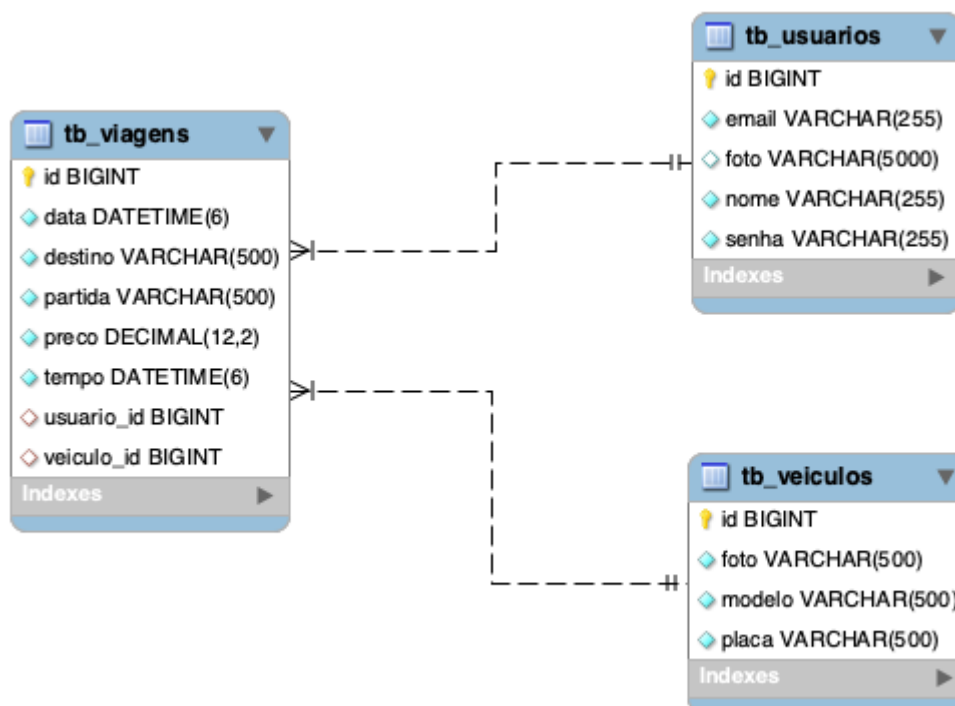 tb_viagens
id BIGINT
data DATETIME(6)
destino VARCHAR(500)
partida VARCHAR(500)
preco DECIMAL(12,2)
tempo DATETIME(6)
usuario_id BIGINT
veiculo_id BIGINT
Indexes
tb_usuarios
id BIGINT
email VARCHAR(255)
foto VARCHAR(5000)
nome VARCHAR(255)
senha VARCHAR(255)
Indexes
tb_veiculos
id BIGINT
foto VARCHAR(500)
modelo VARCHAR(500)
placa VARCHAR(500)
Indexes